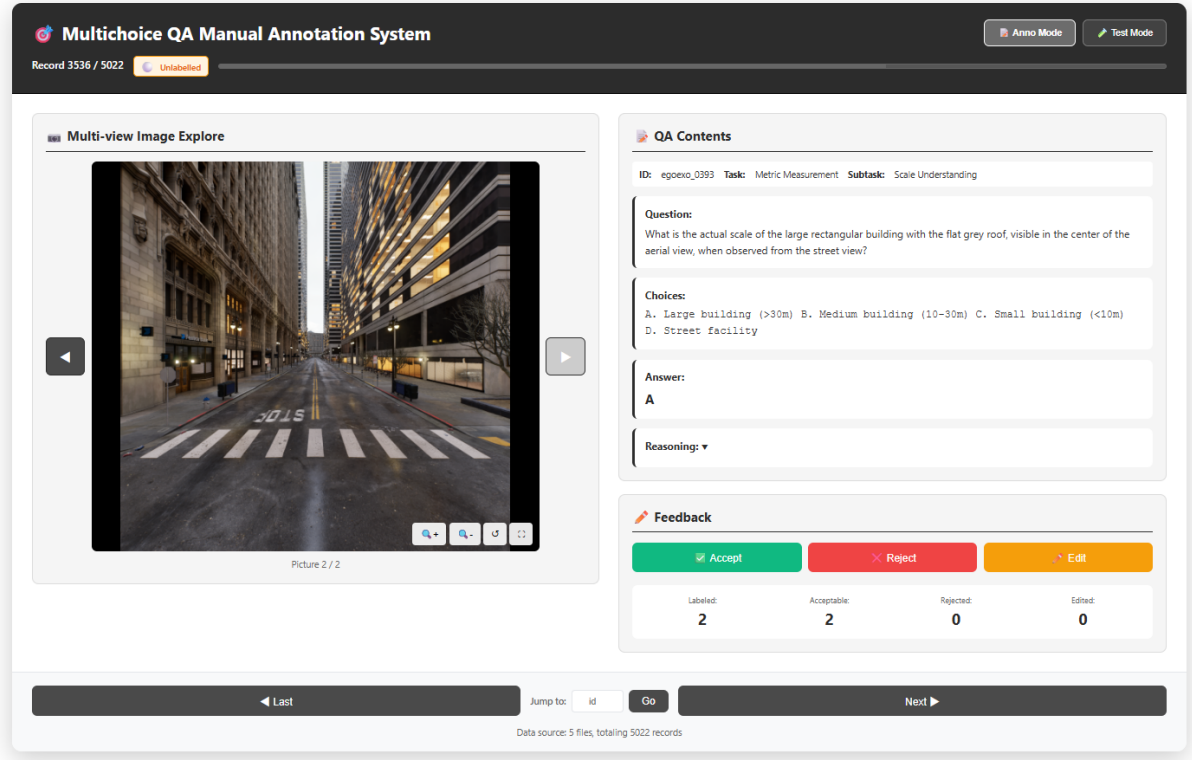 Multichoice QA Manual Annotation System
Anno Mode
Test Mode
Record 3536 / 5022
Unlabelled
Multi-view Image Explore
STOP
Picture 2 / 2
QA Contents
ID: egoexo_0393 Task: Metric Measurement Subtask: Scale Understanding
Question:
What is the actual scale of the large rectangular building with the flat grey roof, visible in the center of the
aerial view, when observed from the street view?
Choices:
A. Large building (>30m) B. Medium building (10-30m) C. Small building (<10m)
D. Street facility
Answer:
A
Reasoning: ▾
Feedback
Accept
Reject
Edit
Labeled:
2
Acceptable:
2
Rejected:
0
Edited:
0
◀ Last
Jump to:
id
Go
Next ▶
Data source: 5 files, totaling 5022 records